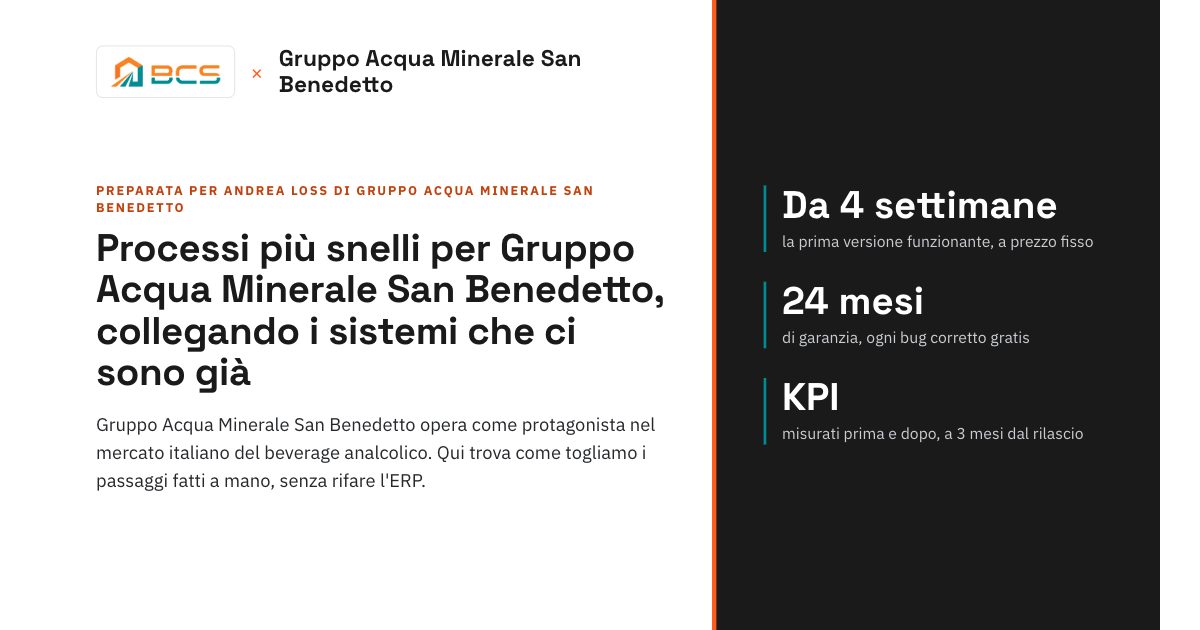 BCS
×
Gruppo Acqua Minerale San
Benedetto
PREPARATA PER ANDREA LOSS DI GRUPPO ACQUA MINERALE SAN
BENEDETTO
Processi più snelli per Gruppo
Acqua Minerale San Benedetto,
collegando i sistemi che ci
sono già
Gruppo Acqua Minerale San Benedetto opera come protagonista nel
mercato italiano del beverage analcolico. Qui trova come togliamo i
passaggi fatti a mano, senza rifare l'ERP.
Da 4 settimane
la prima versione funzionante, a prezzo fisso
24 mesi
di garanzia, ogni bug corretto gratis
KPI
misurati prima e dopo, a 3 mesi dal rilascio